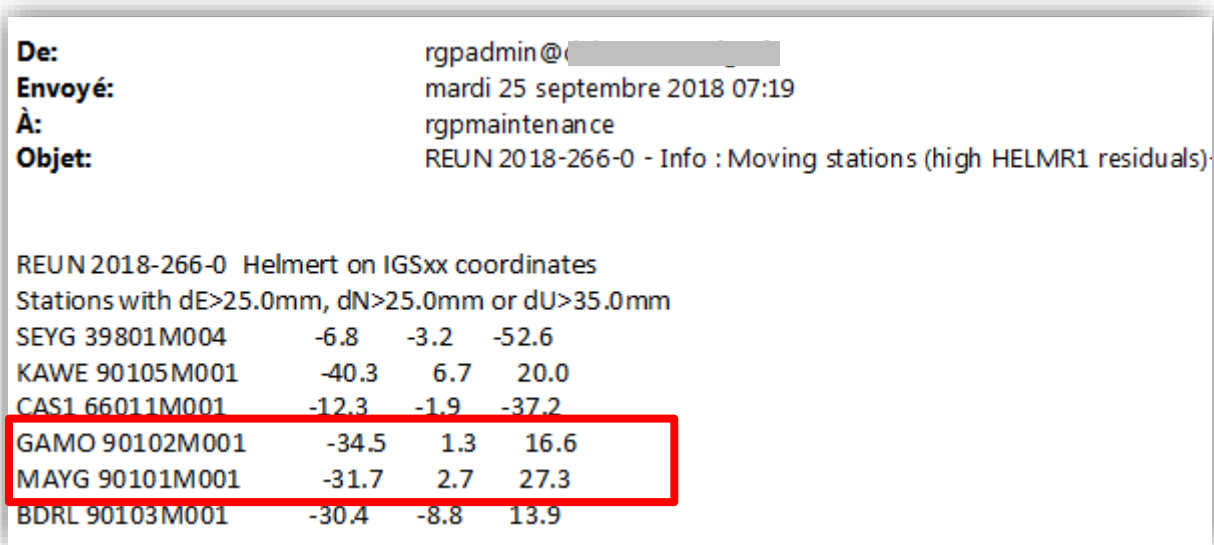 De: rgpadmin@
Envoyé: mardi 25 septembre 2018 07:19
À: rgpmaintenance
Objet: REUN 2018-266-0 - Info : Moving stations (high HELMR1 residuals)
REUN 2018-266-0 Helmert on IGSxx coordinates
Stations with dE>25.0mm, dN>25.0mm or dU>35.0mm
SEYG 39801M004 -6.8 -3.2 -52.6
KAWE 90105M001 -40.3 6.7 20.0
CAS1 66011M001 -12.3 -1.9 -37.2
GAMO 90102M001 -34.5 1.3 16.6
MAYG 90101M001 -31.7 2.7 27.3
BDRL 90103M001 -30.4 -8.8 13.9